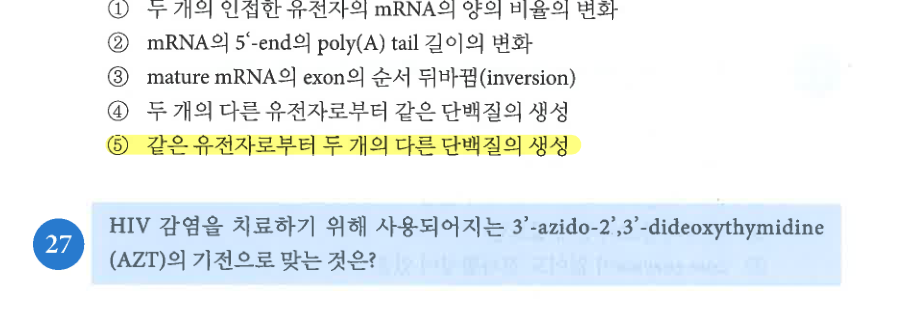 ① 두 개의 인접한 유전자의 mRNA의 양의 비율의 변화
② mRNA의 5‘-end의 poly(A) tail 길이의 변화
③ mature mRNA의 exon의 순서 뒤바뀜(inversion)
④ 두 개의 다른 유전자로부터 같은 단백질의 생성
⑤ 같은 유전자로부터 두 개의 다른 단백질의 생성
27 HIV 감염을 치료하기 위해 사용되어지는 3’-azido-2’,3’-dideoxythymidine
(AZT)의 기전으로 맞는 것은?